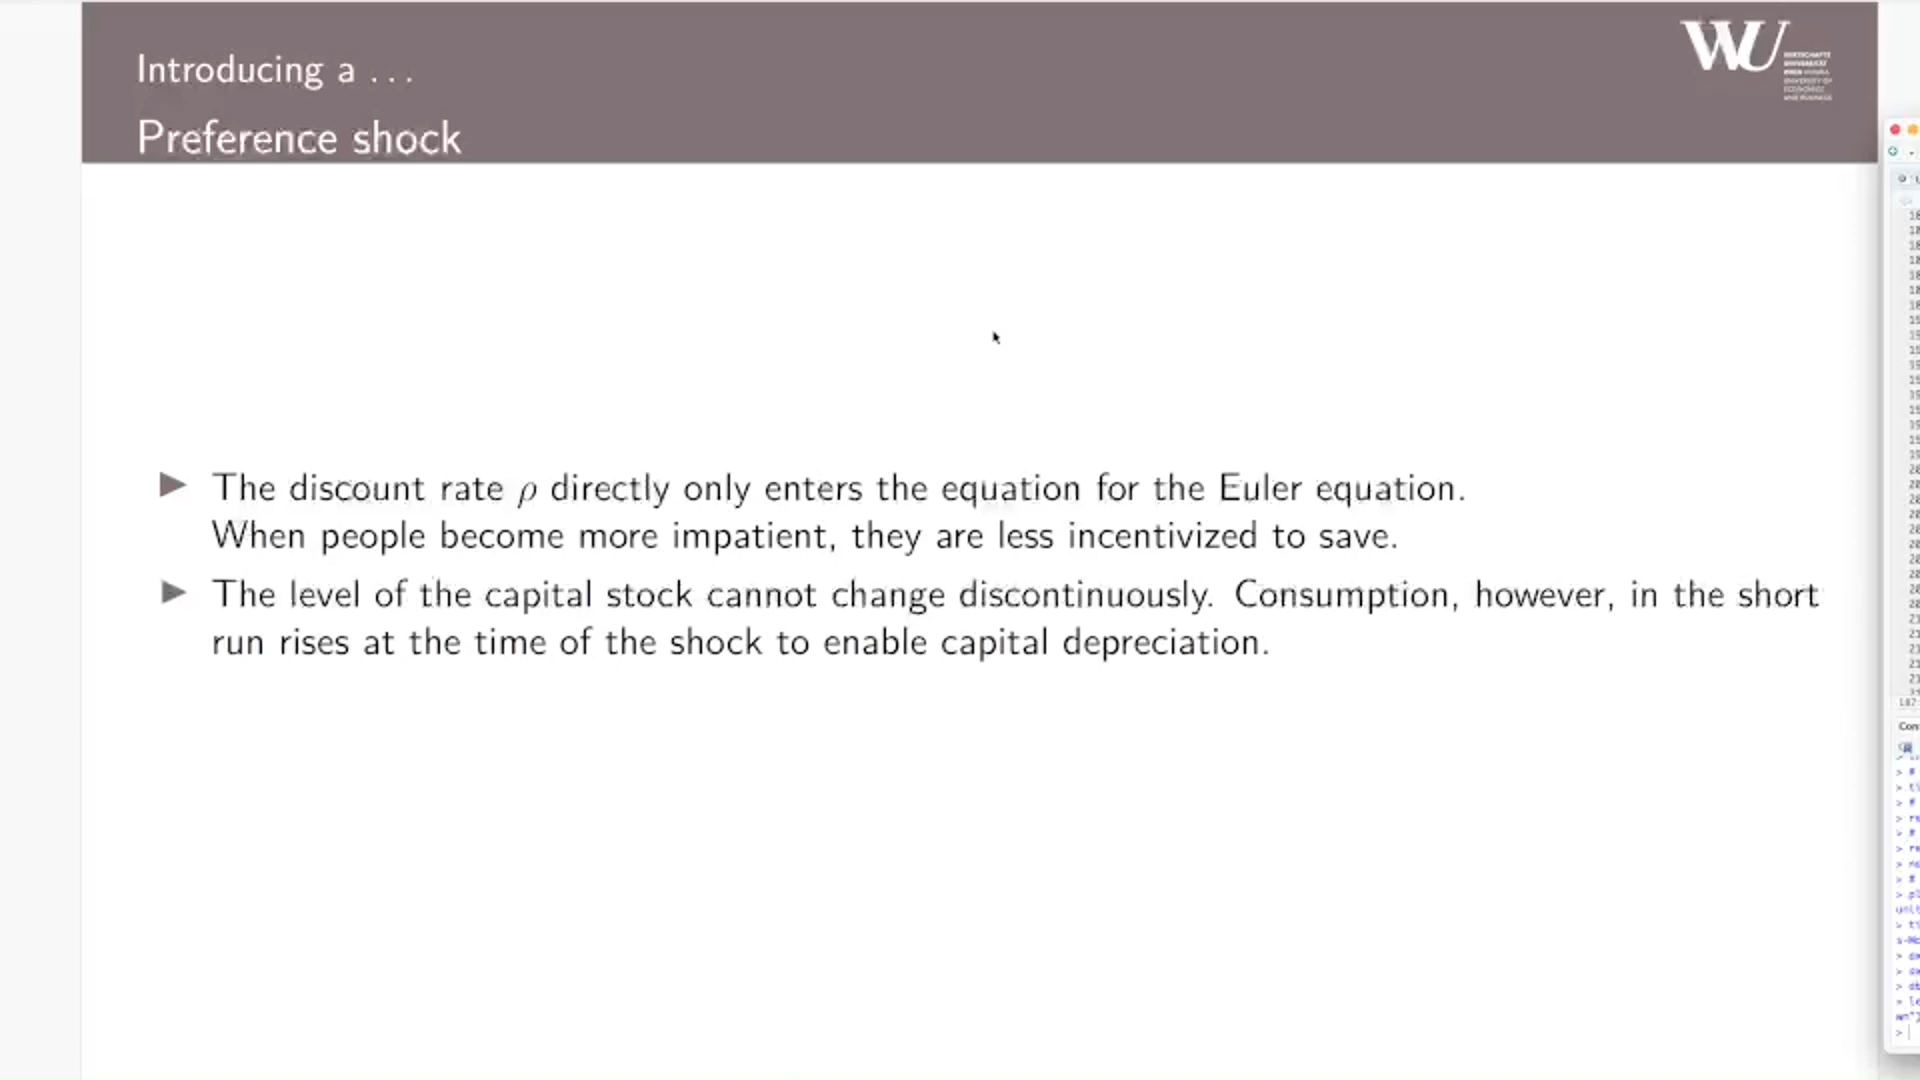 Introducing a . . .
Preference shock
WU
The discount rate ρ directly only enters the equation for the Euler equation.
When people become more impatient, they are less incentivized to save.
The level of the capital stock cannot change discontinuously. Consumption, however, in the short
run rises at the time of the shock to enable capital depreciation.